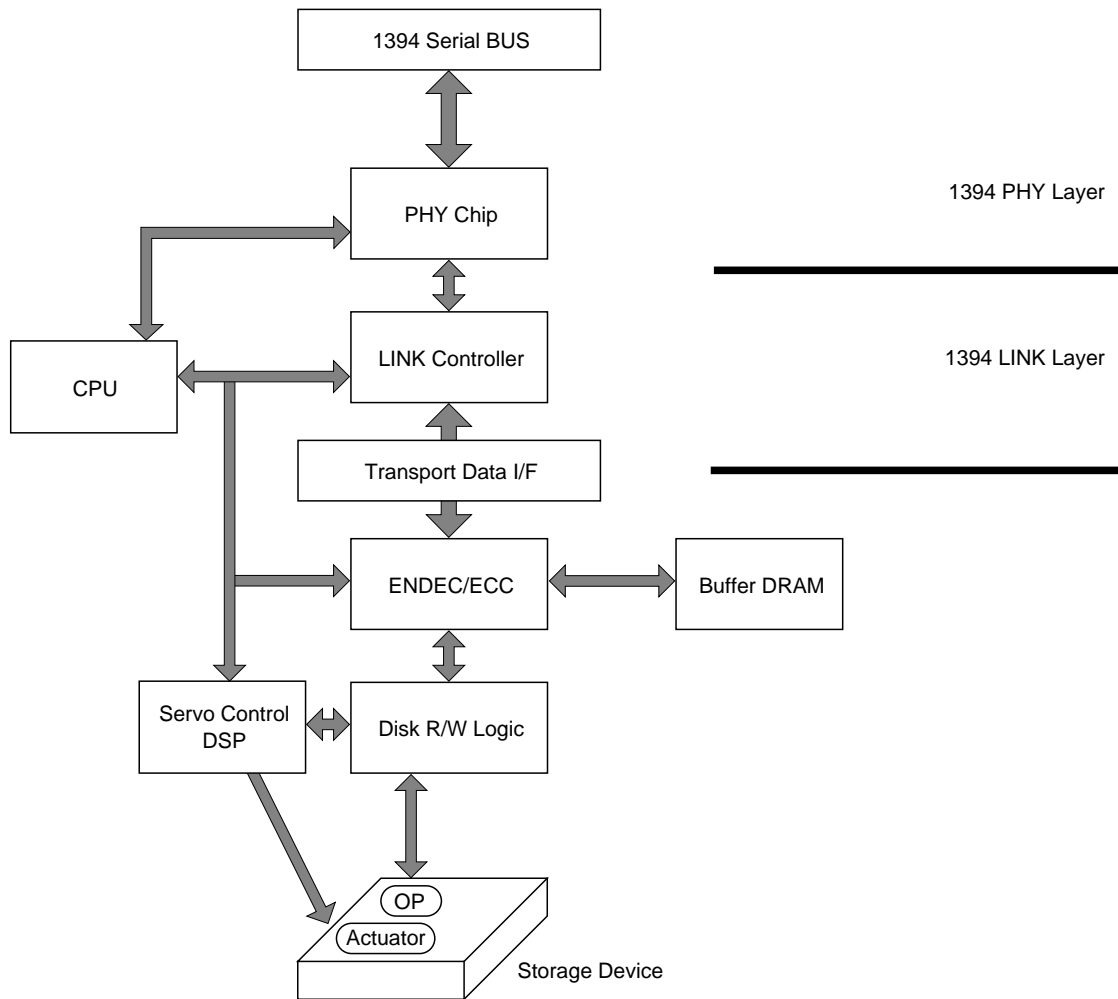 1394 Serial BUS
PHY Chip
1394 PHY Layer
CPU
LINK Controller
1394 LINK Layer
Transport Data I/F
ENDEC/ECC
Buffer DRAM
Servo Control
DSP
Disk R/W Logic
OP
Actuator
Storage Device